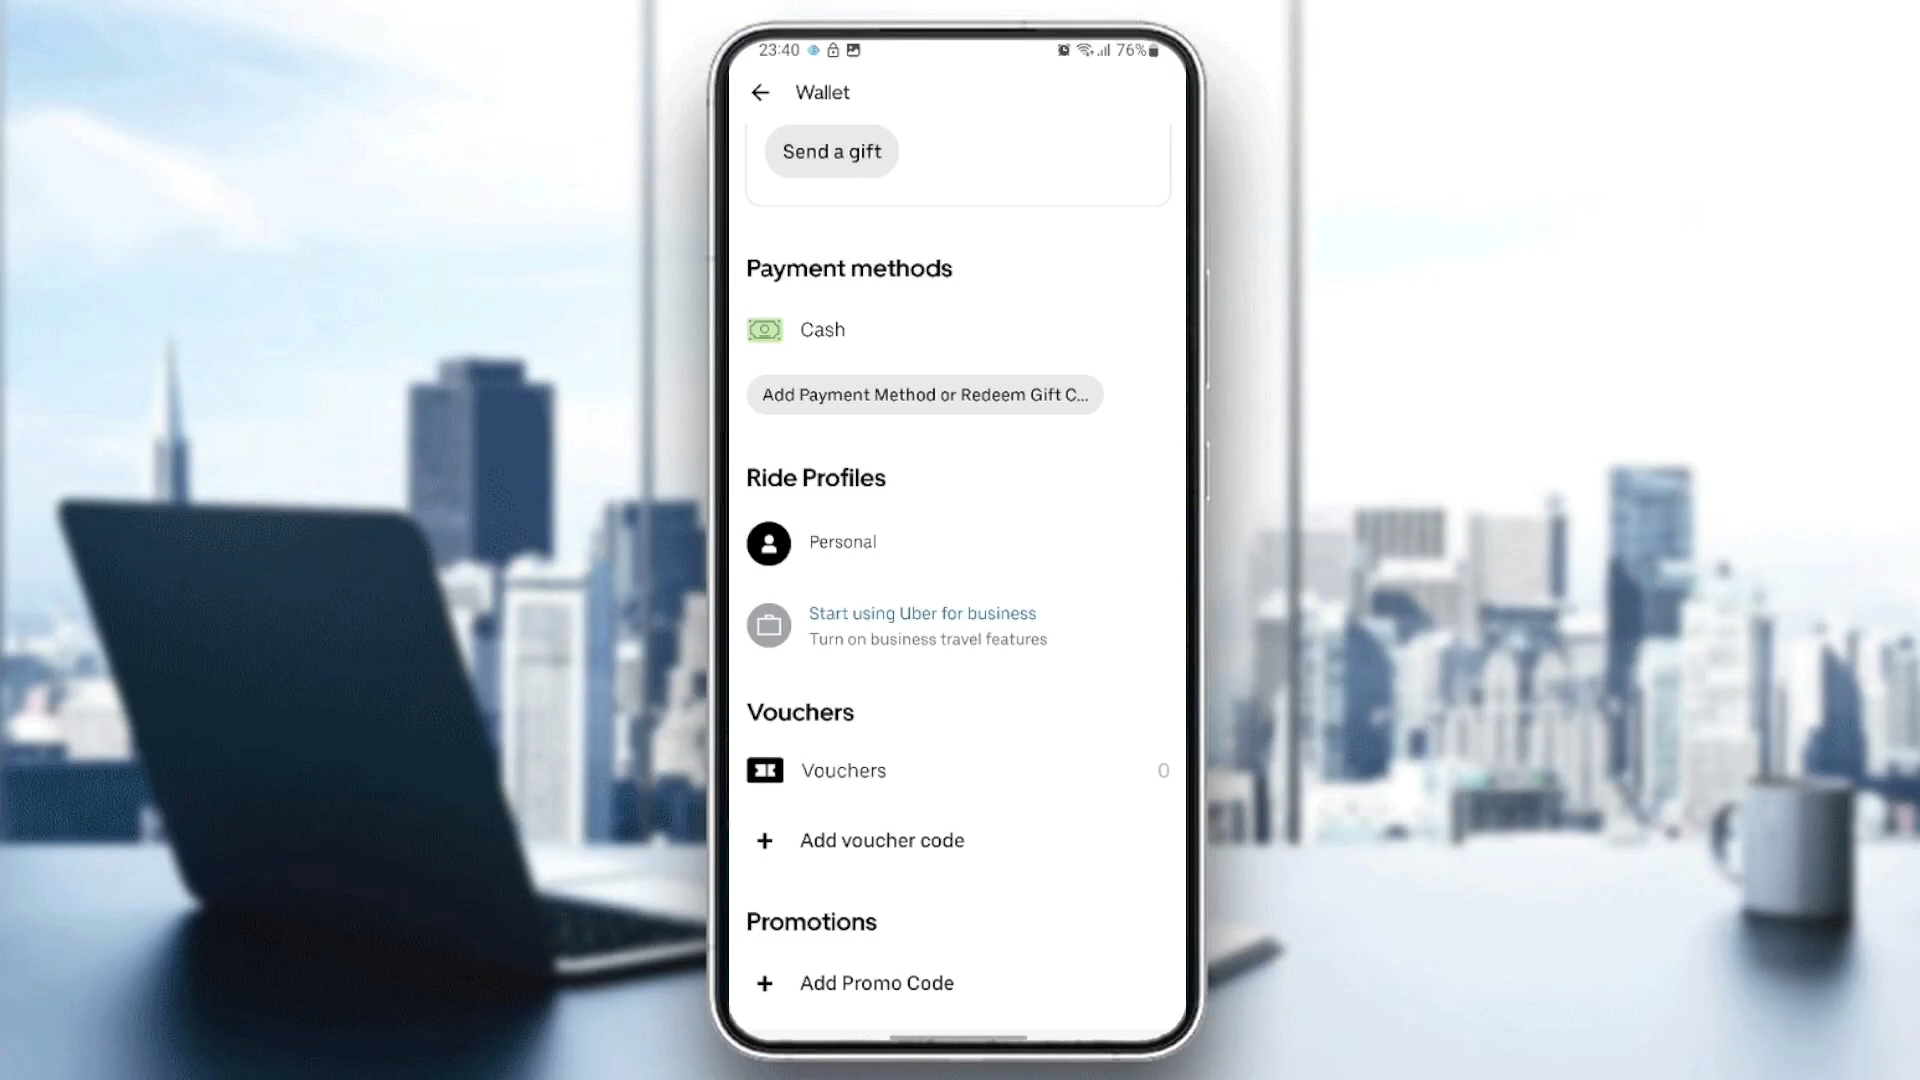 23:40
76%
Wallet
Send a gift
Payment methods
Cash
Add Payment Method or Redeem Gift C...
Ride Profiles
Personal
Start using Uber for business
Turn on business travel features
Vouchers
Vouchers 0
+ Add voucher code
Promotions
+ Add Promo Code